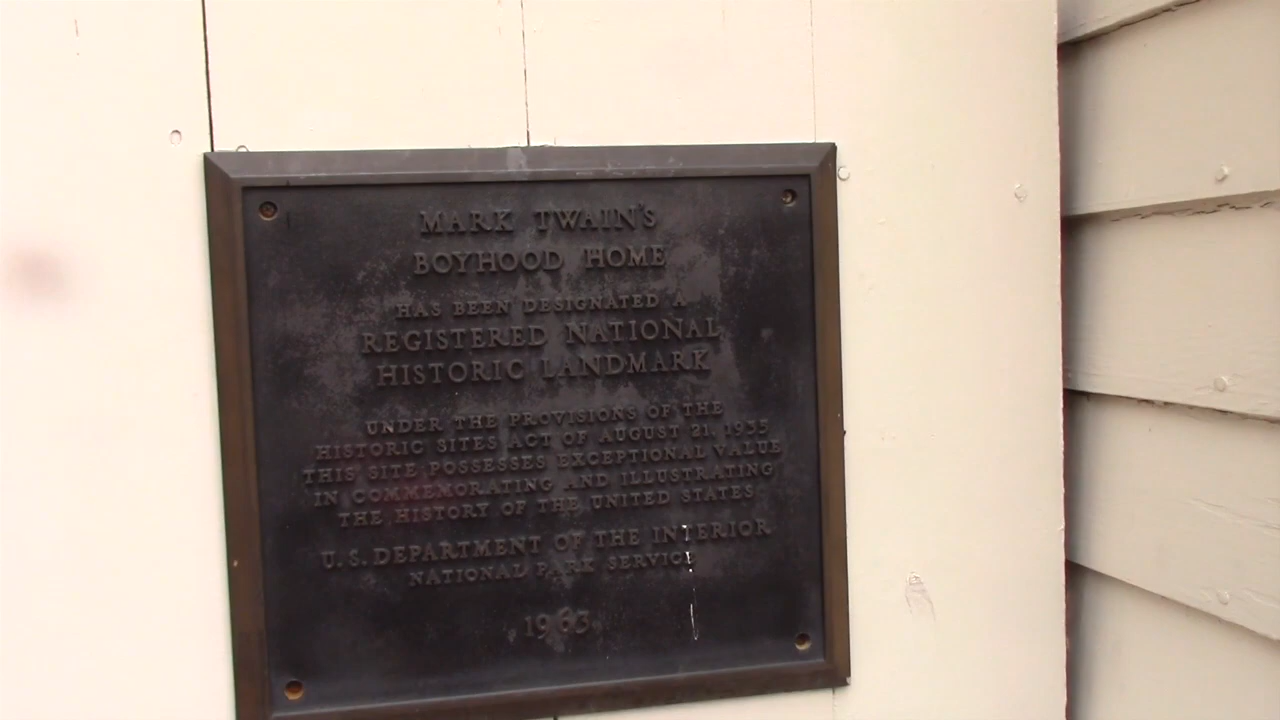 MARK TWAIN'S
BOYHOOD HOME
HAS BEEN DESIGNATED A
REGISTERED NATIONAL
HISTORIC LANDMARK
UNDER THE PROVISIONS OF THE
HISTORIC SITES ACT OF AUGUST 21, 1935
THIS SITE POSSESSES EXCEPTIONAL VALUE
IN COMMEMORATING AND ILLUSTRATING
THE HISTORY OF THE UNITED STATES
U.S. DEPARTMENT OF THE INTERIOR
NATIONAL PARK SERVICE
1963